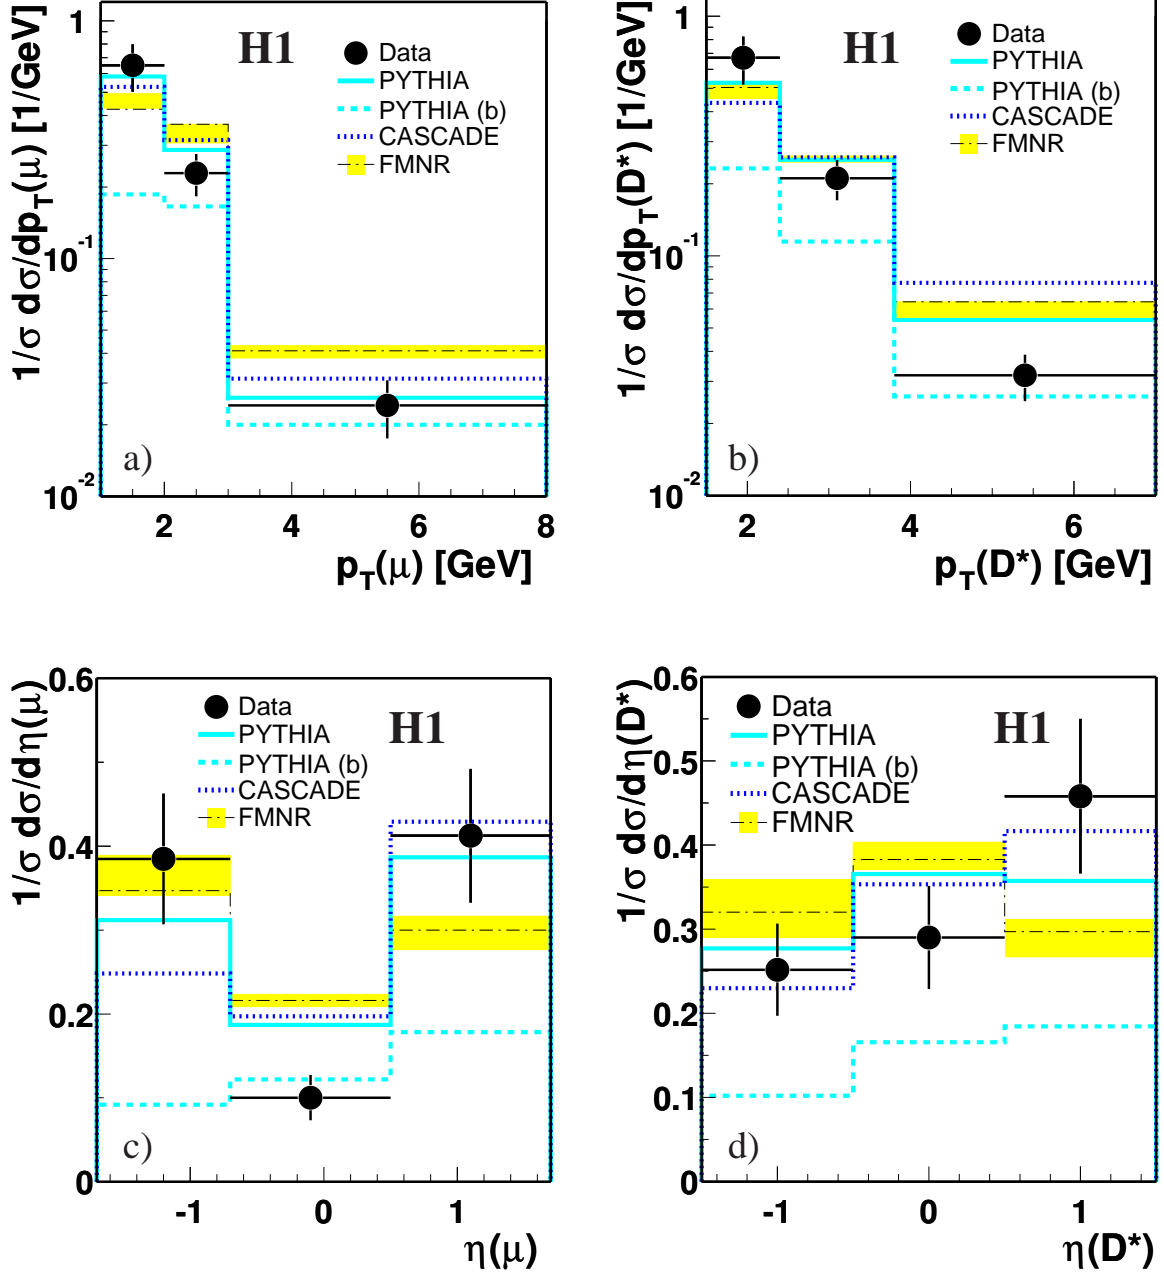 1/σ dσ/dp_T(μ) [1/GeV]
1
10^-1
10^-2
H1
Data
PYTHIA
PYTHIA (b)
CASCADE
FMNR
a)
2
4
6
8
p_T(μ) [GeV]
1/σ dσ/dp_T(D*) [1/GeV]
1
10^-1
10^-2
H1
Data
PYTHIA
PYTHIA (b)
CASCADE
FMNR
b)
2
4
6
p_T(D*) [GeV]
1/σ dσ/dη(μ)
0.6
0.4
0.2
0
Data
PYTHIA
PYTHIA (b)
CASCADE
FMNR
H1
c)
-1
0
1
η(μ)
1/σ dσ/dη(D*)
0.6
0.5
0.4
0.3
0.2
0.1
0
Data
PYTHIA
PYTHIA (b)
CASCADE
FMNR
H1
d)
-1
0
1
η(D*)